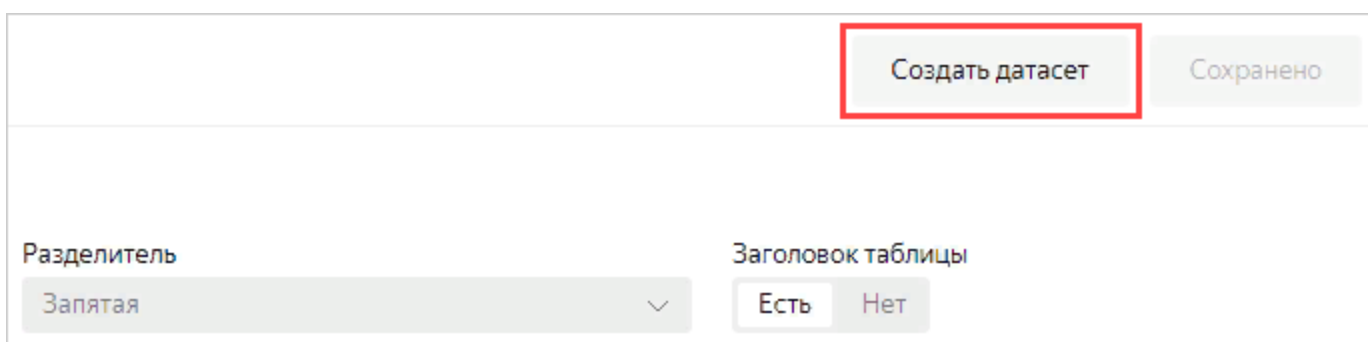 Создать датасет Сохранено
Разделитель Заголовок таблицы
Запятая Есть Нет